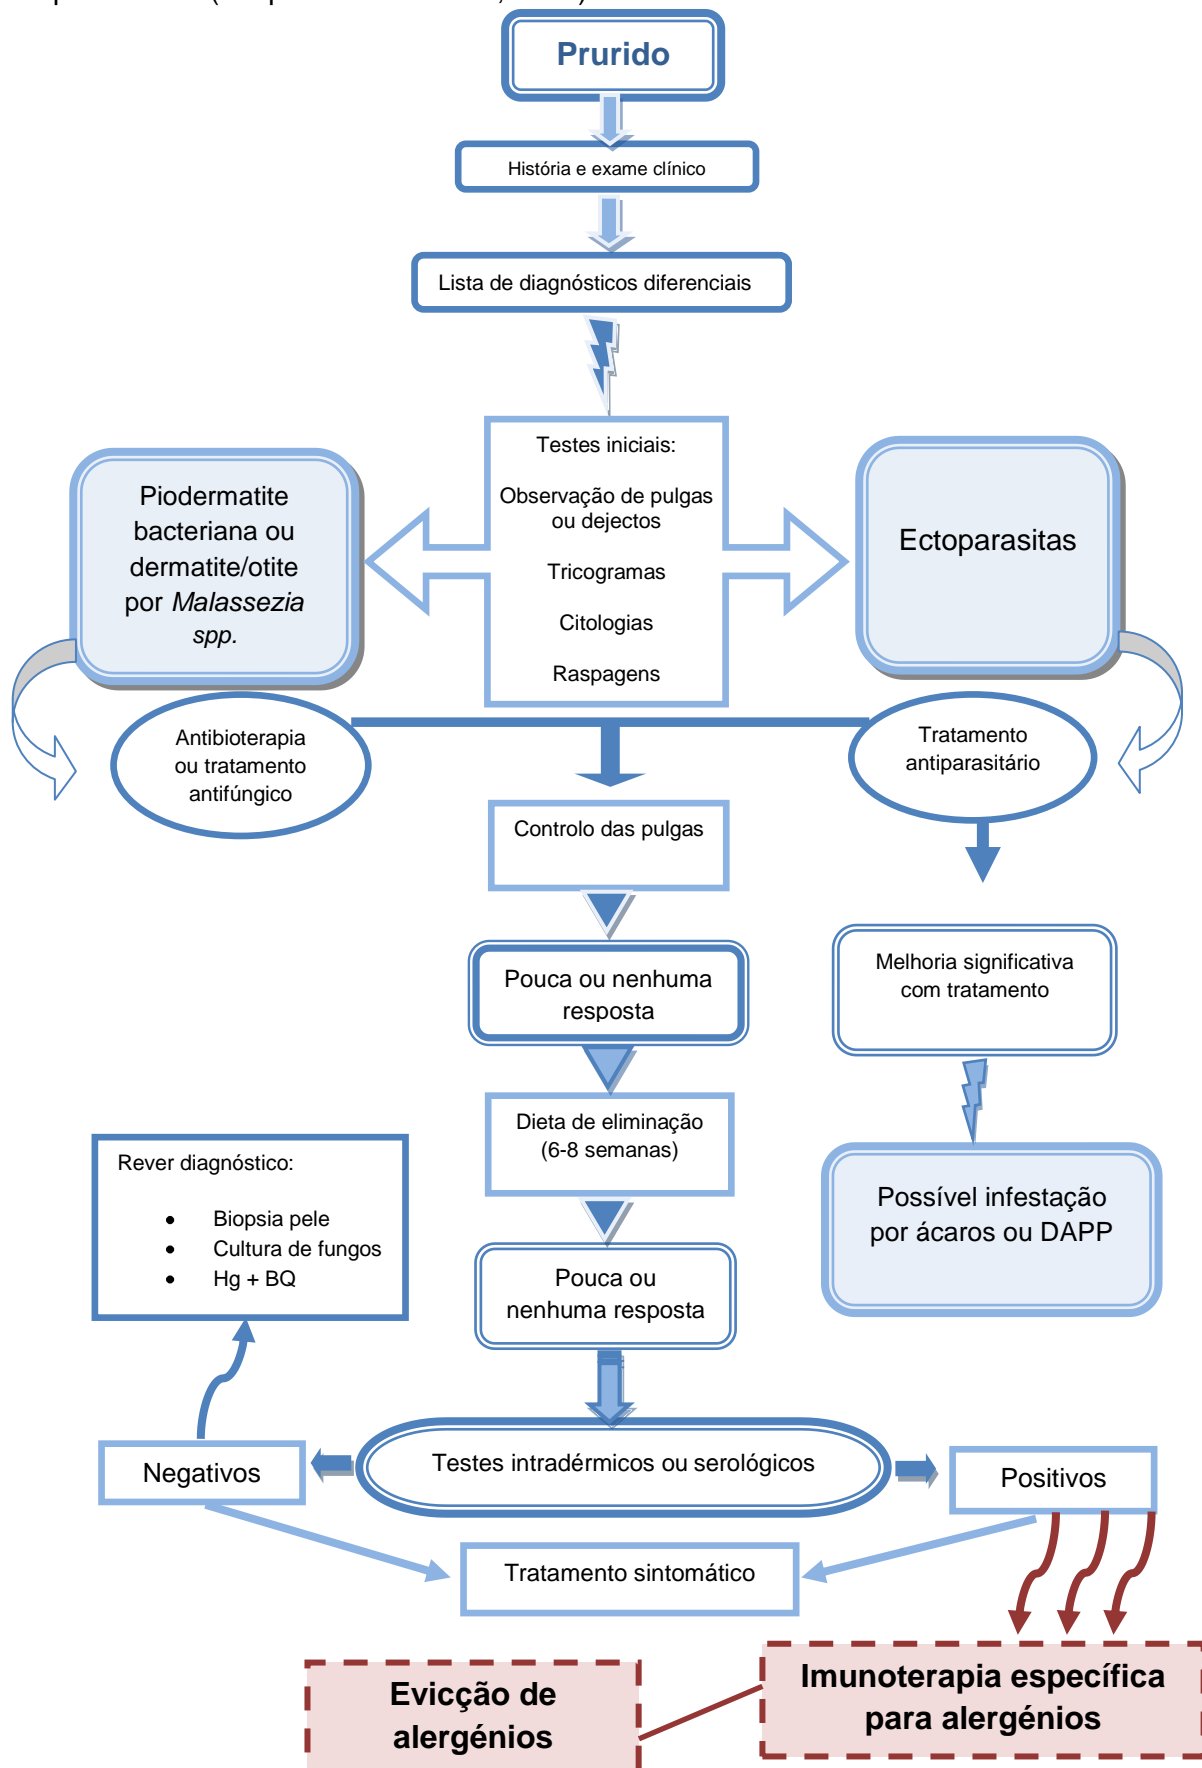 Prurido
História e exame clínico
Lista de diagnósticos diferenciais
Testes iniciais:
Observação de pulgas
ou dejectos
Tricogramas
Citologias
Raspagens
Piodermatite
bacteriana ou
dermatite/otite
por Malassezia
spp.
Ectoparasitas
Antibioterapia
ou tratamento
antifúngico
Tratamento
antiparasitário
Controlo das pulgas
Pouca ou nenhuma
resposta
Melhoria significativa
com tratamento
Dieta de eliminação
(6-8 semanas)
Rever diagnóstico:
• Biopsia pele
• Cultura de fungos
• Hg + BQ
Possível infestação
por ácaros ou DAPP
Pouca ou
nenhuma resposta
Testes intradérmicos ou serológicos
Negativos
Positivos
Tratamento sintomático
Evicção de
alergénios
Imunoterapia específica
para alergénios